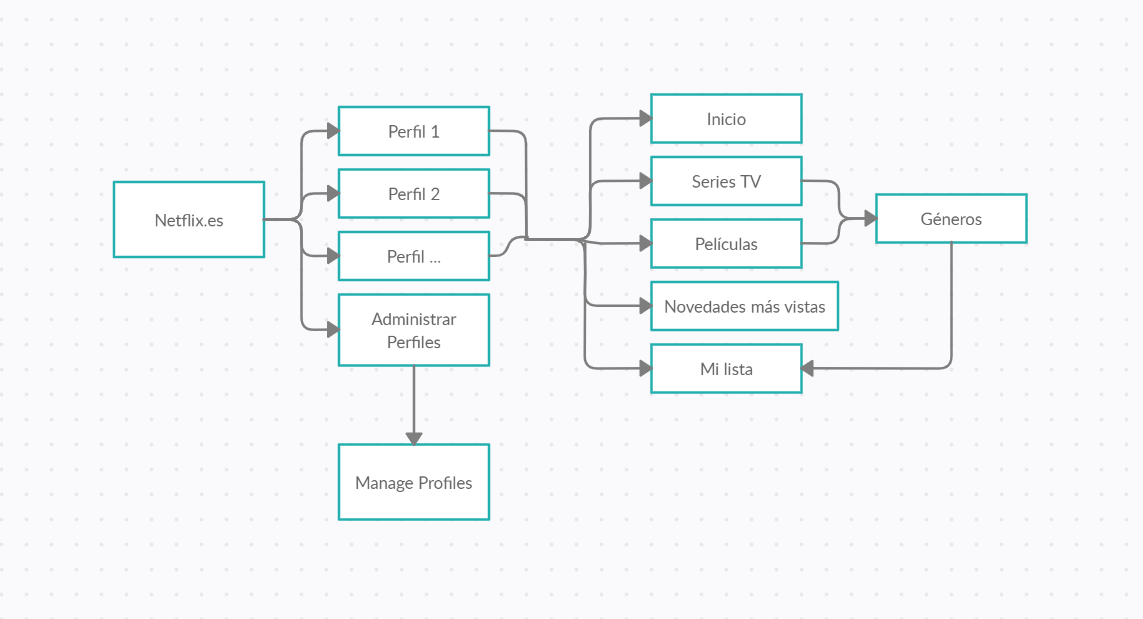 Netflix.es
Perfil 1
Perfil 2
Perfil ...
Administrar
Perfiles
Manage Profiles
Inicio
Series TV
Películas
Novedades más vistas
Mi lista
Géneros